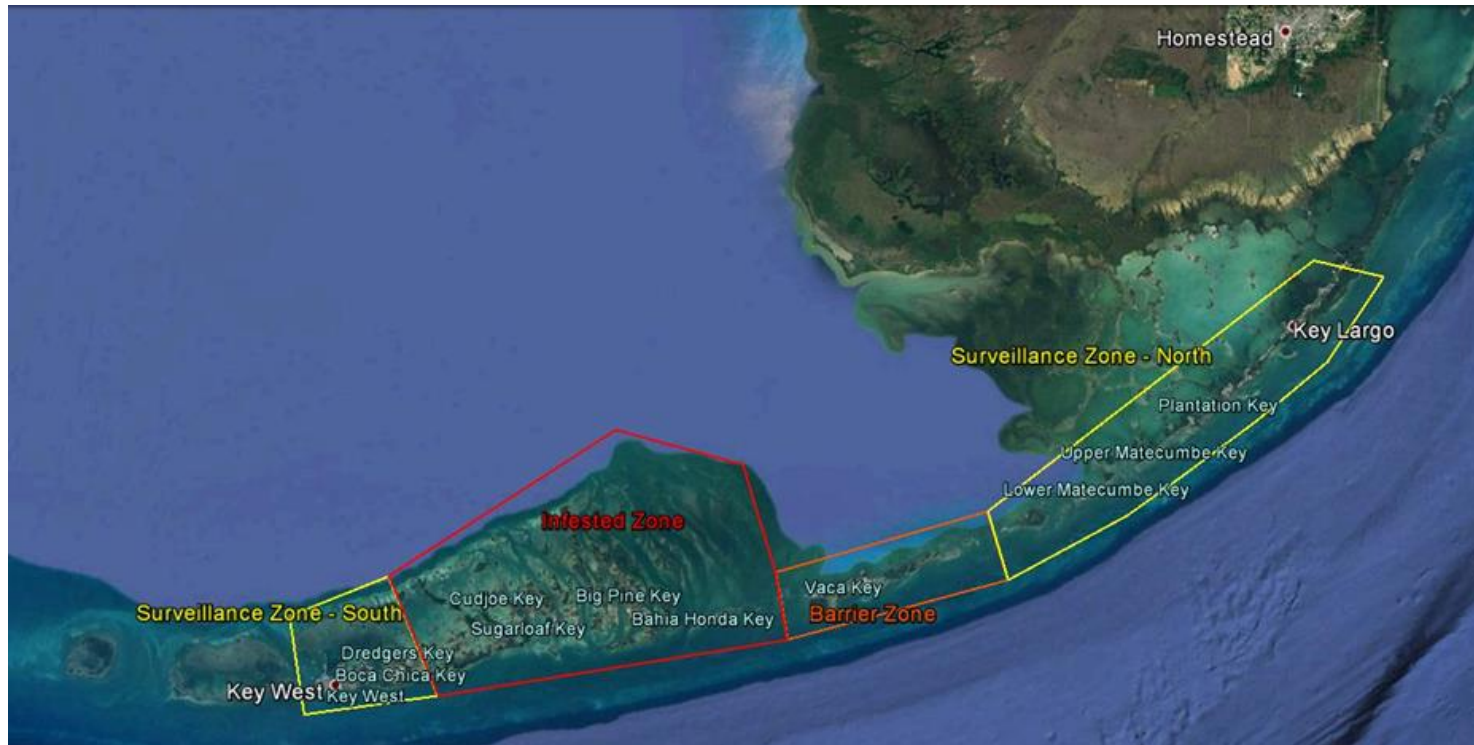 Homestead
Key Largo
Surveillance Zone - North
Plantation Key
Upper Matecumbe Key
Lower Matecumbe Key
Infested Zone
Vaca Key
Big Pine Key
Cudjoe Key
Barrier Zone
Surveillance Zone - South
Bahia Honda Key
Sugarloaf Key
Dredgers Key
Boca Chica Key
Key West
Key West